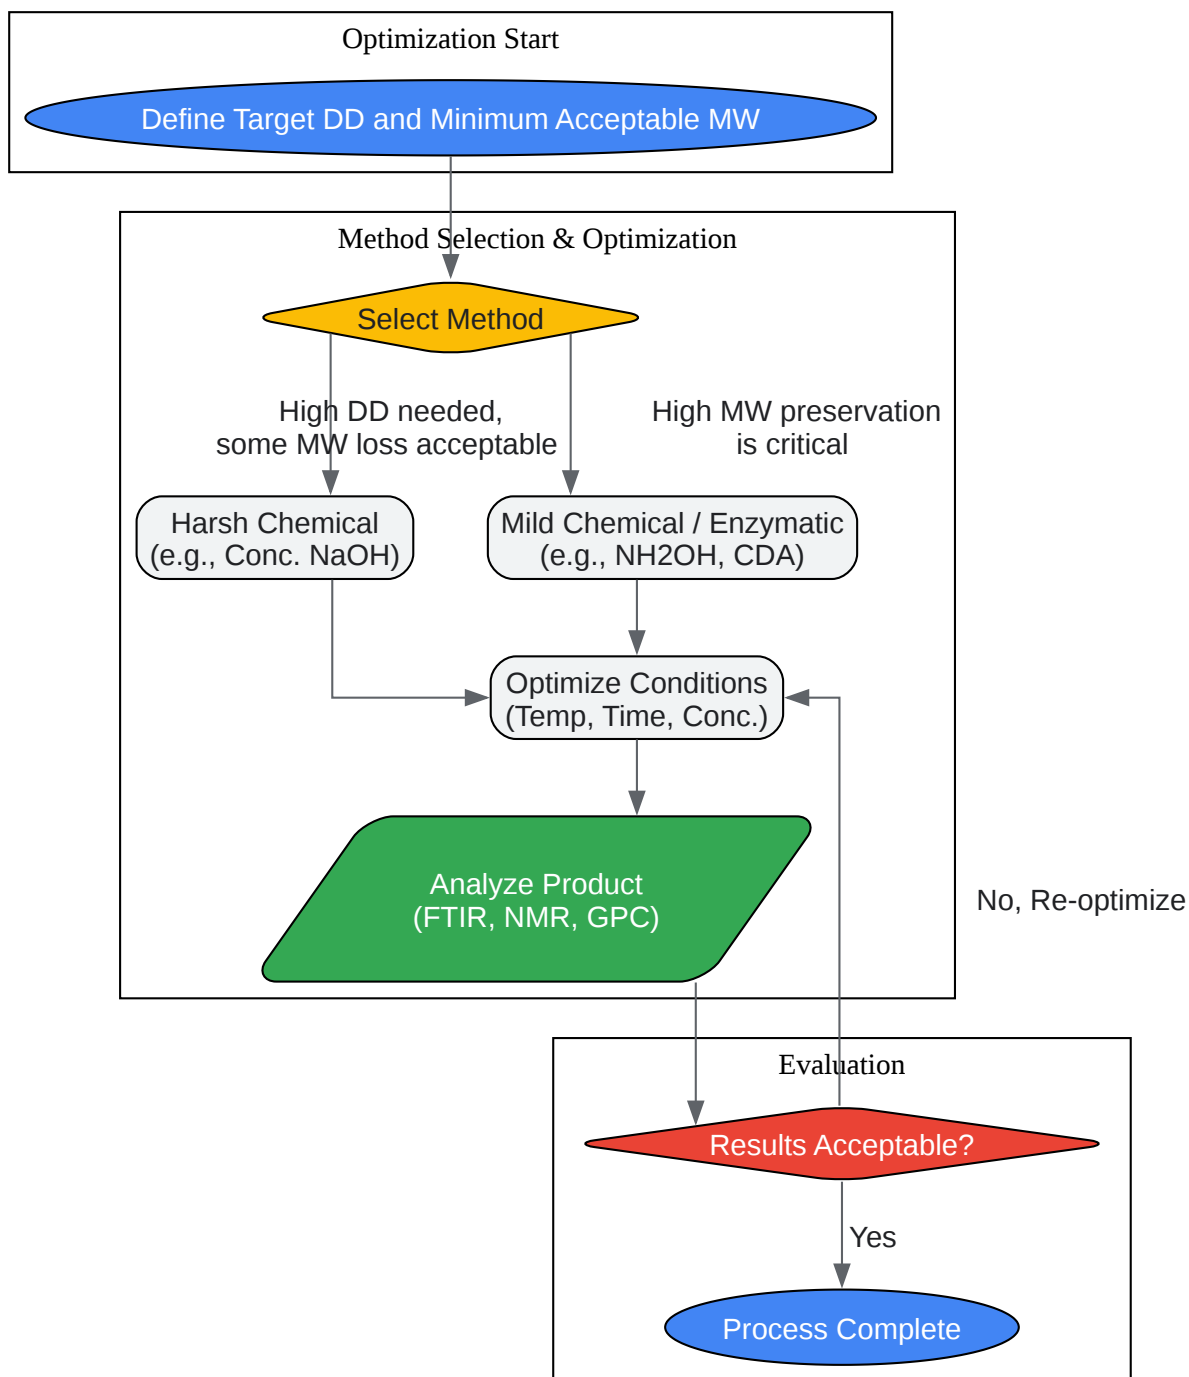 Optimization Start
Define Target DD and Minimum Acceptable MW
Method Selection & Optimization
Select Method
High DD needed,
some MW loss acceptable
High MW preservation
is critical
Harsh Chemical
(e.g., Conc. NaOH)
Mild Chemical / Enzymatic
(e.g., NH2OH, CDA)
Optimize Conditions
(Temp, Time, Conc.)
Analyze Product
(FTIR, NMR, GPC)
No, Re-optimize
Evaluation
Results Acceptable?
Yes
Process Complete